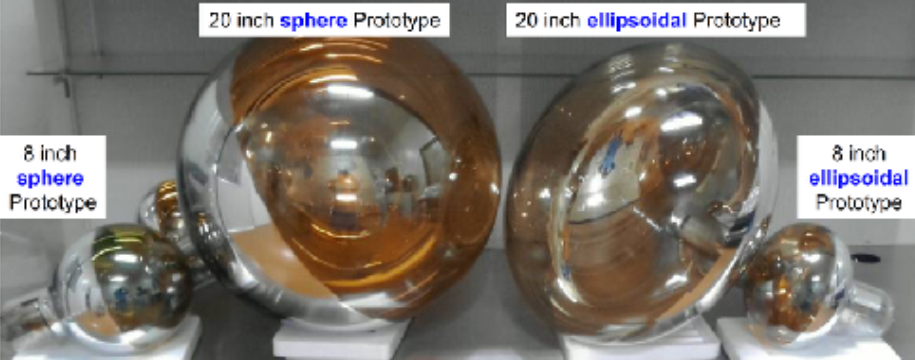 20 inch sphere Prototype
20 inch ellipsoidal Prototype
8 inch
sphere
Prototype
8 inch
ellipsoidal
Prototype